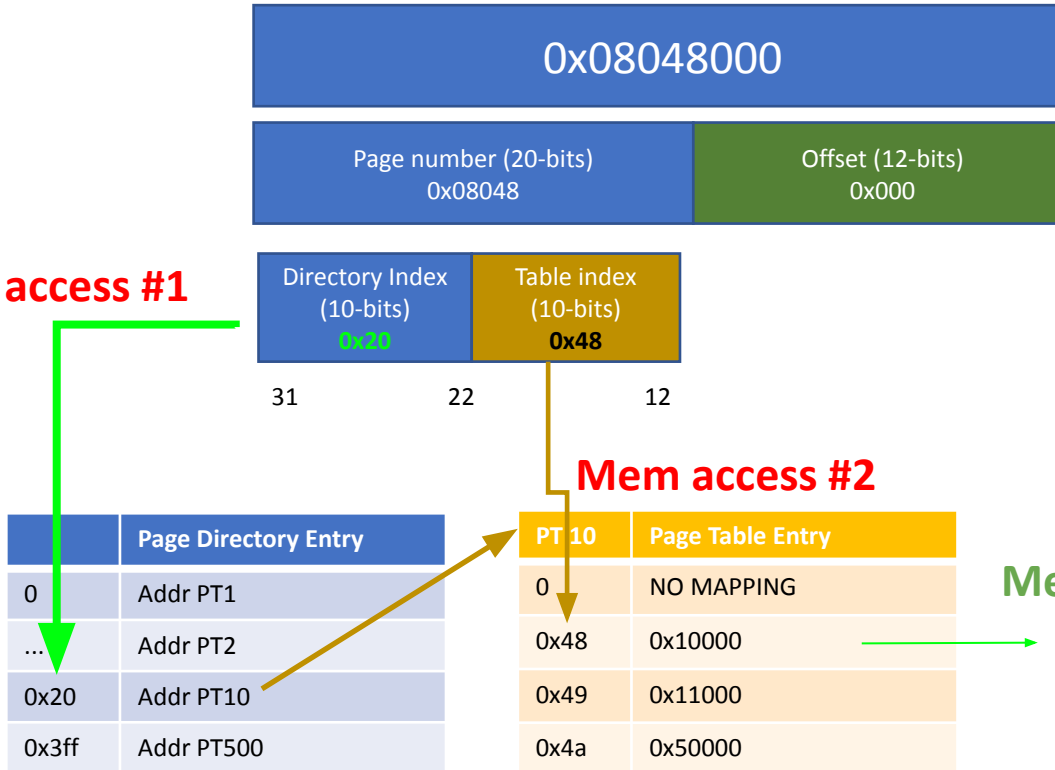 0x08048000
Page number (20-bits)
0x08048
Offset (12-bits)
0x000
access #1
Directory Index
(10-bits)
0x20
Table index
(10-bits)
0x48
31 22 12
Mem access #2
Page Directory Entry
0 Addr PT1
... Addr PT2
0x20 Addr PT10
0x3ff Addr PT500
PT 10 Page Table Entry
0 NO MAPPING
0x48 0x10000
0x49 0x11000
0x4a 0x50000
Me